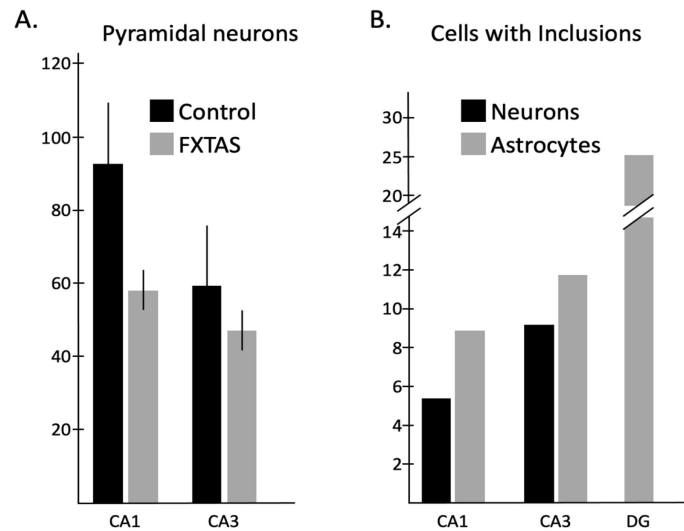 A.
Pyramidal neurons
120
100
80
60
40
20
Control
FXTAS
CA1 CA3
B.
Cells with Inclusions
30
25
20
14
12
10
8
6
4
2
Neurons
Astrocytes
CA1 CA3 DG